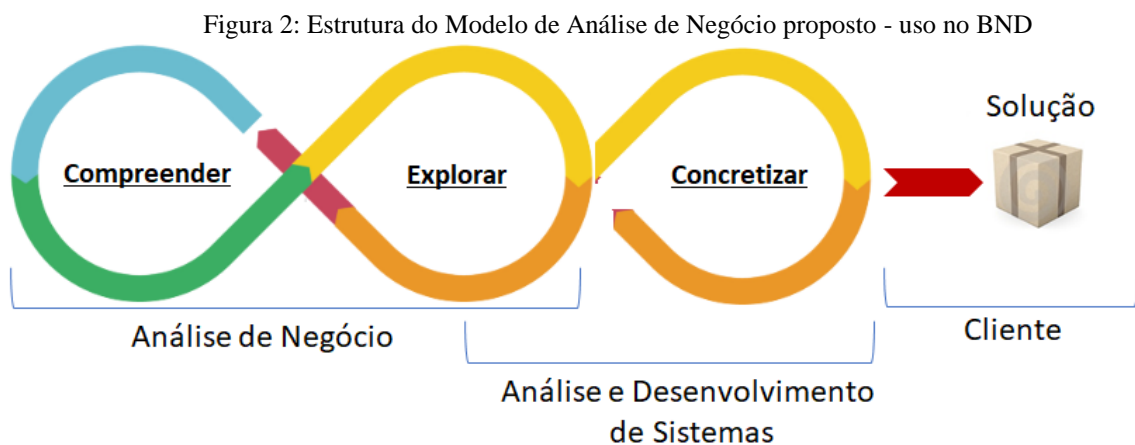 Figura 2: Estrutura do Modelo de Análise de Negócio proposto - uso no BND
Solução
Compreender
Explorar
Concretizar
Análise de Negócio
Cliente
Análise e Desenvolvimento
de Sistemas